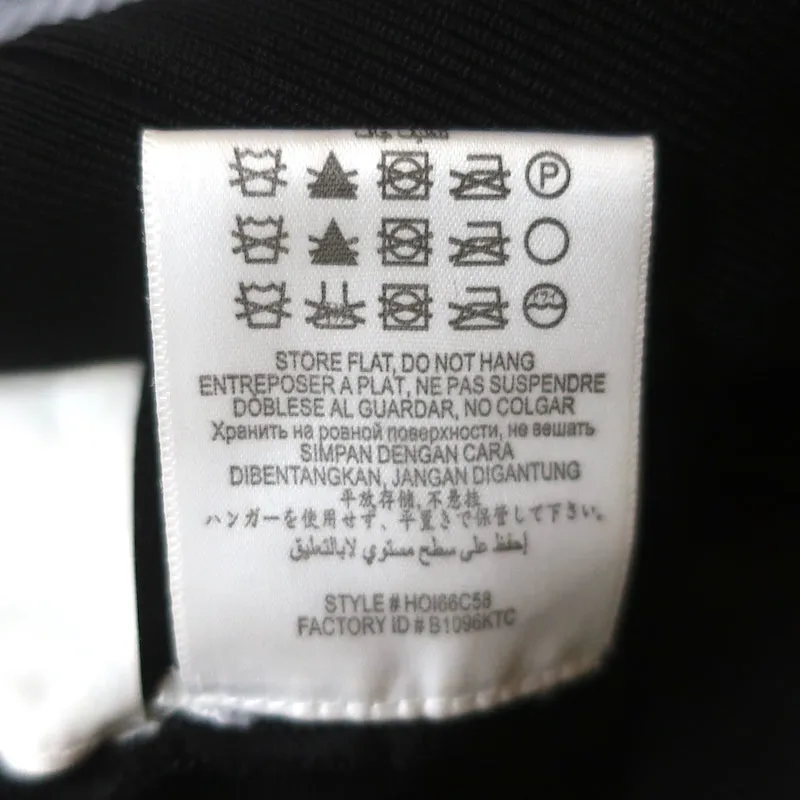 P
STORE FLAT, DO NOT HANG
ENTREPOSER A PLAT, NE PAS SUSPENDRE
DÓBLESE AL GUARDAR, NO COLGAR
Хранить на ровной поверхности, не вешать
SIMPAN DENGAN CARA
DIBENTANGKAN, JANGAN DIGANTUNG
平放存储,不悬挂
ハンガーを使用せず、平置きで保管して下さい。
إحفظ على سطح مستوي لابالتعليق
STYLE # HOI66C58
FACTORY ID # B1096KTC